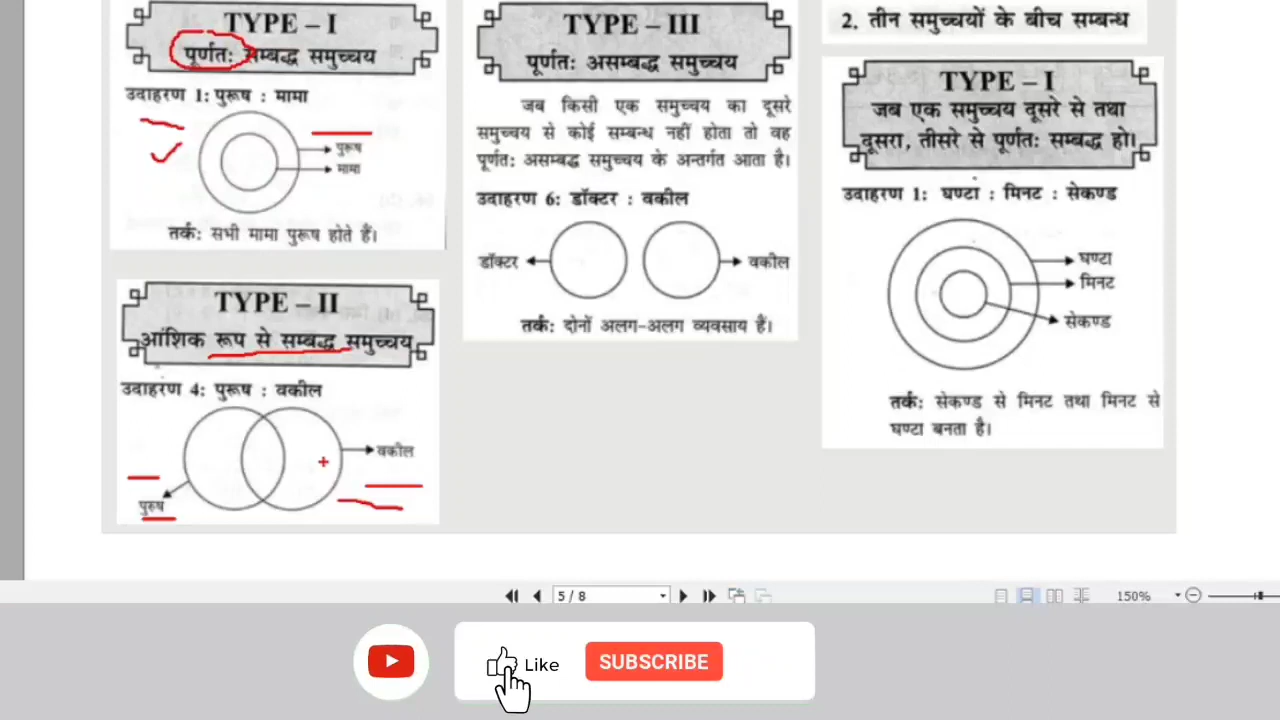 TYPE – I
पूर्णतः सम्बद्ध समुच्चय
उदाहरण 1: पुरूष : मामा
पुरूष
मामा
तर्कः सभी मामा पुरूष होते हैं।
TYPE – II
आंशिक रूप से सम्बद्ध समुच्चय
उदाहरण 4: पुरूष : वकील
वकील
पुरुष
TYPE – III
पूर्णतः असम्बद्ध समुच्चय
जब किसी एक समुच्चय का दूसरे
समुच्चय से कोई सम्बन्ध नहीं होता तो वह
पूर्णतः असम्बद्ध समुच्चय के अन्तर्गत आता है।
उदाहरण 6: डॉक्टर : वकील
डॉक्टर
वकील
तर्कः दोनों अलग-अलग व्यवसाय हैं।
2. तीन समुच्चयों के बीच सम्बन्ध
TYPE – I
जब एक समुच्चय दूसरे से तथा
दूसरा, तीसरे से पूर्णतः सम्बद्ध हो।
उदाहरण 1: घण्टा : मिनट : सेकण्ड
घण्टा
मिनट
सेकण्ड
तर्कः सेकण्ड से मिनट तथा मिनट से
घण्टा बनता है।
5 / 8
150%
Like
SUBSCRIBE